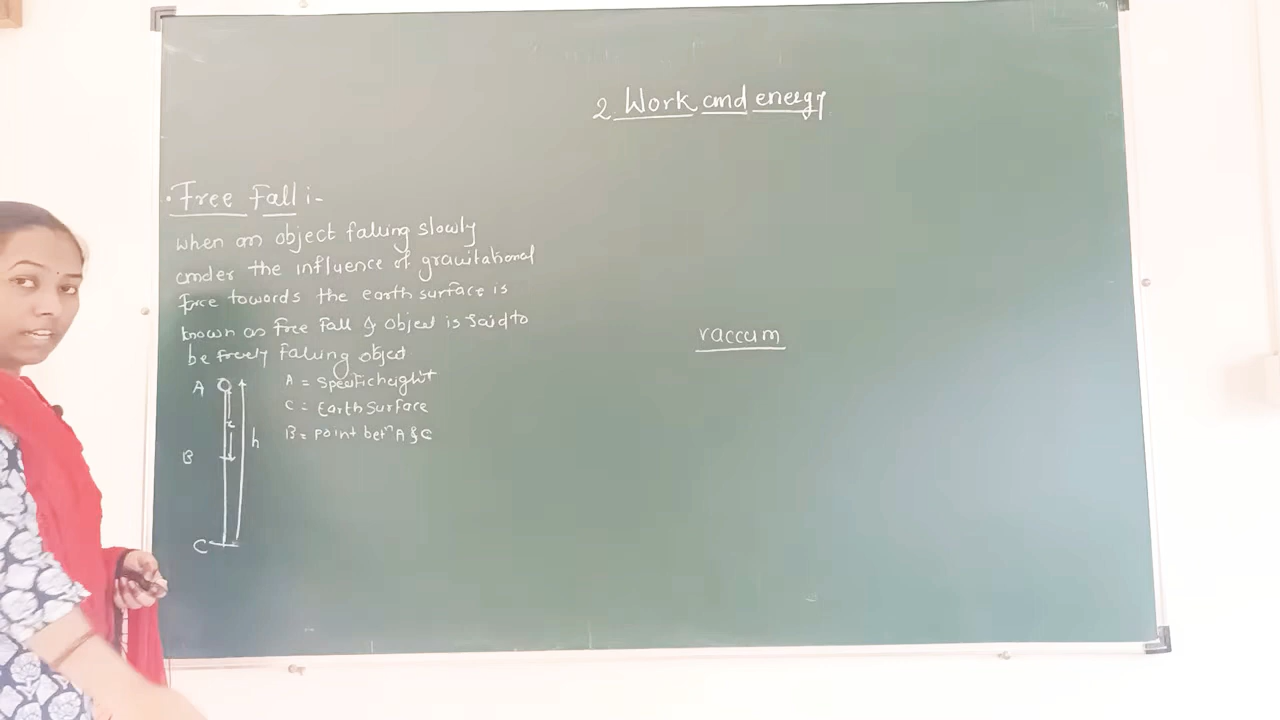 2 Work and energy
• Free Fall :-
when an object falling slowly
under the influence of gravitational
force towards the earth surface is
known as free Fall & object is said to
be freely falling object
vaccum
A
A = Specific height
C = Earth Surface
h
B = point betn A & C
B
C